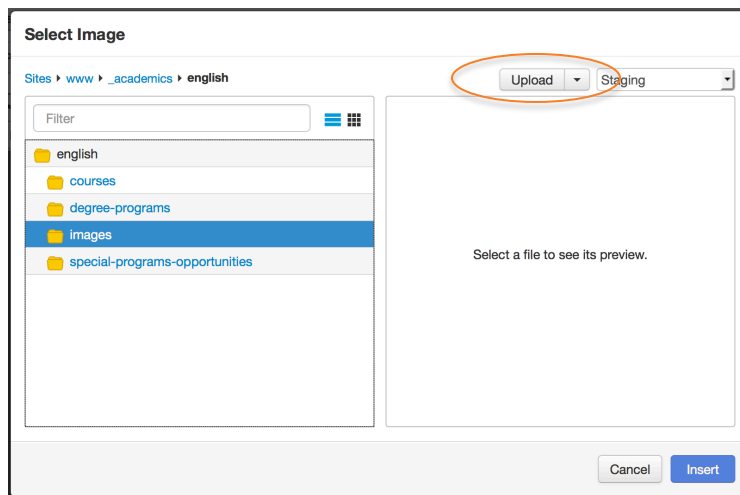 Select Image
Sites www _academics english
Upload Staging
Filter
english
courses
degree-programs
images
special-programs-opportunities
Select a file to see its preview.
Cancel Insert